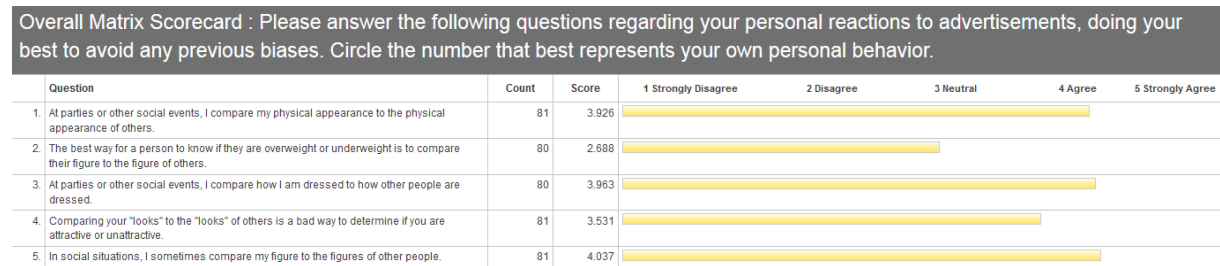 Overall Matrix Scorecard : Please answer the following questions regarding your personal reactions to advertisements, doing your
best to avoid any previous biases. Circle the number that best represents your own personal behavior.
Question Count Score 1 Strongly Disagree 2 Disagree 3 Neutral 4 Agree 5 Strongly Agree
1. At parties or other social events, I compare my physical appearance to the physical 81 3.926
appearance of others.
2. The best way for a person to know if they are overweight or underweight is to compare 80 2.688
their figure to the figure of others.
3. At parties or other social events, I compare how I am dressed to how other people are 80 3.963
dressed.
4. Comparing your "looks" to the "looks" of others is a bad way to determine if you are 81 3.531
attractive or unattractive.
5. In social situations, I sometimes compare my figure to the figures of other people. 81 4.037